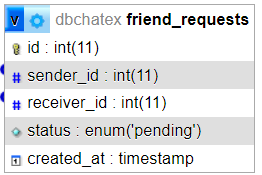 v dbchatex friend_requests
id : int(11)
# sender_id : int(11)
# receiver_id : int(11)
status : enum('pending')
created_at : timestamp